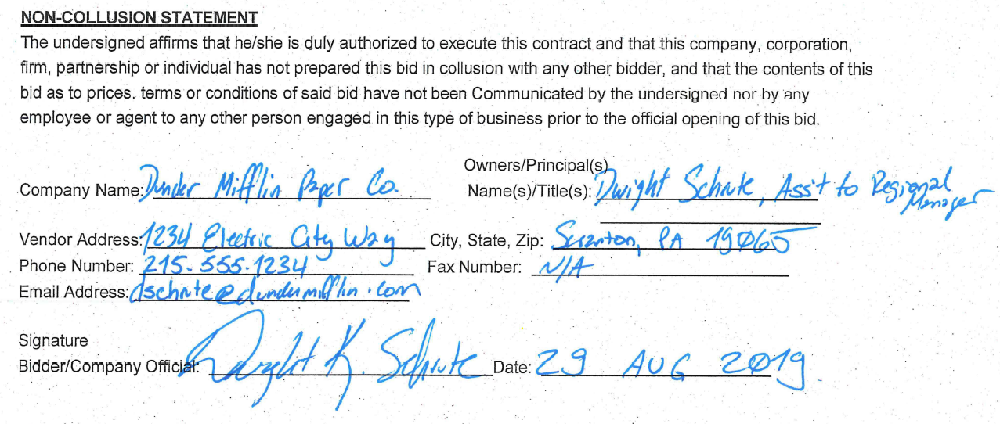 NON-COLLUSION STATEMENT
The undersigned affirms that he/she is duly authorized to execute this contract and that this company, corporation,
firm, partnership or individual has not prepared this bid in collusion with any other bidder, and that the contents of this
bid as to prices, terms or conditions of said bid have not been Communicated by the undersigned nor by any
employee or agent to any other person engaged in this type of business prior to the official opening of this bid.
Company Name: Dunder Mifflin Paper Co.
Owners/Principal(s)
Name(s)/Title(s): Dwight Schrute, Ass't to Regional Manager
Vendor Address: 1234 Electric City Way City, State, Zip: Scranton, PA 19065
Phone Number: 215-555-1234 Fax Number: N/A
Email Address: dschrute@dundermifflin.com
Signature
Bidder/Company Official: Dwight K. Schrute Date: 29 AUG 2019